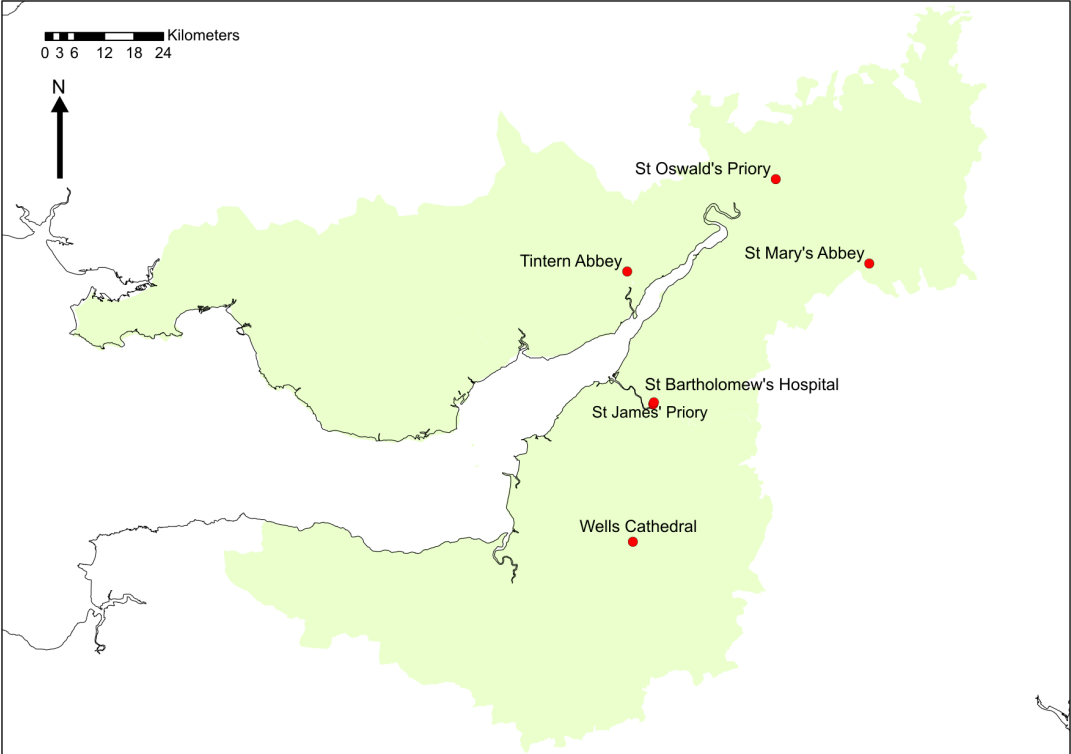 Kilometers
0 3 6 12 18 24
N
St Oswald's Priory
St Mary's Abbey
Tintern Abbey
St Bartholomew's Hospital
St James' Priory
Wells Cathedral